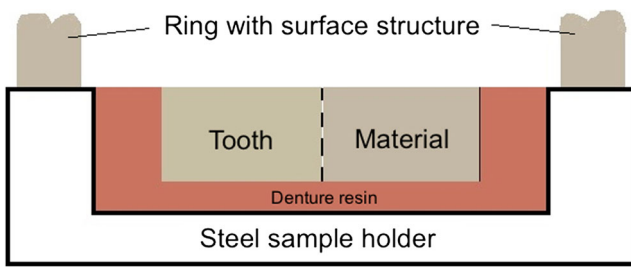 Ring with surface structure
Tooth
Material
Denture resin
Steel sample holder